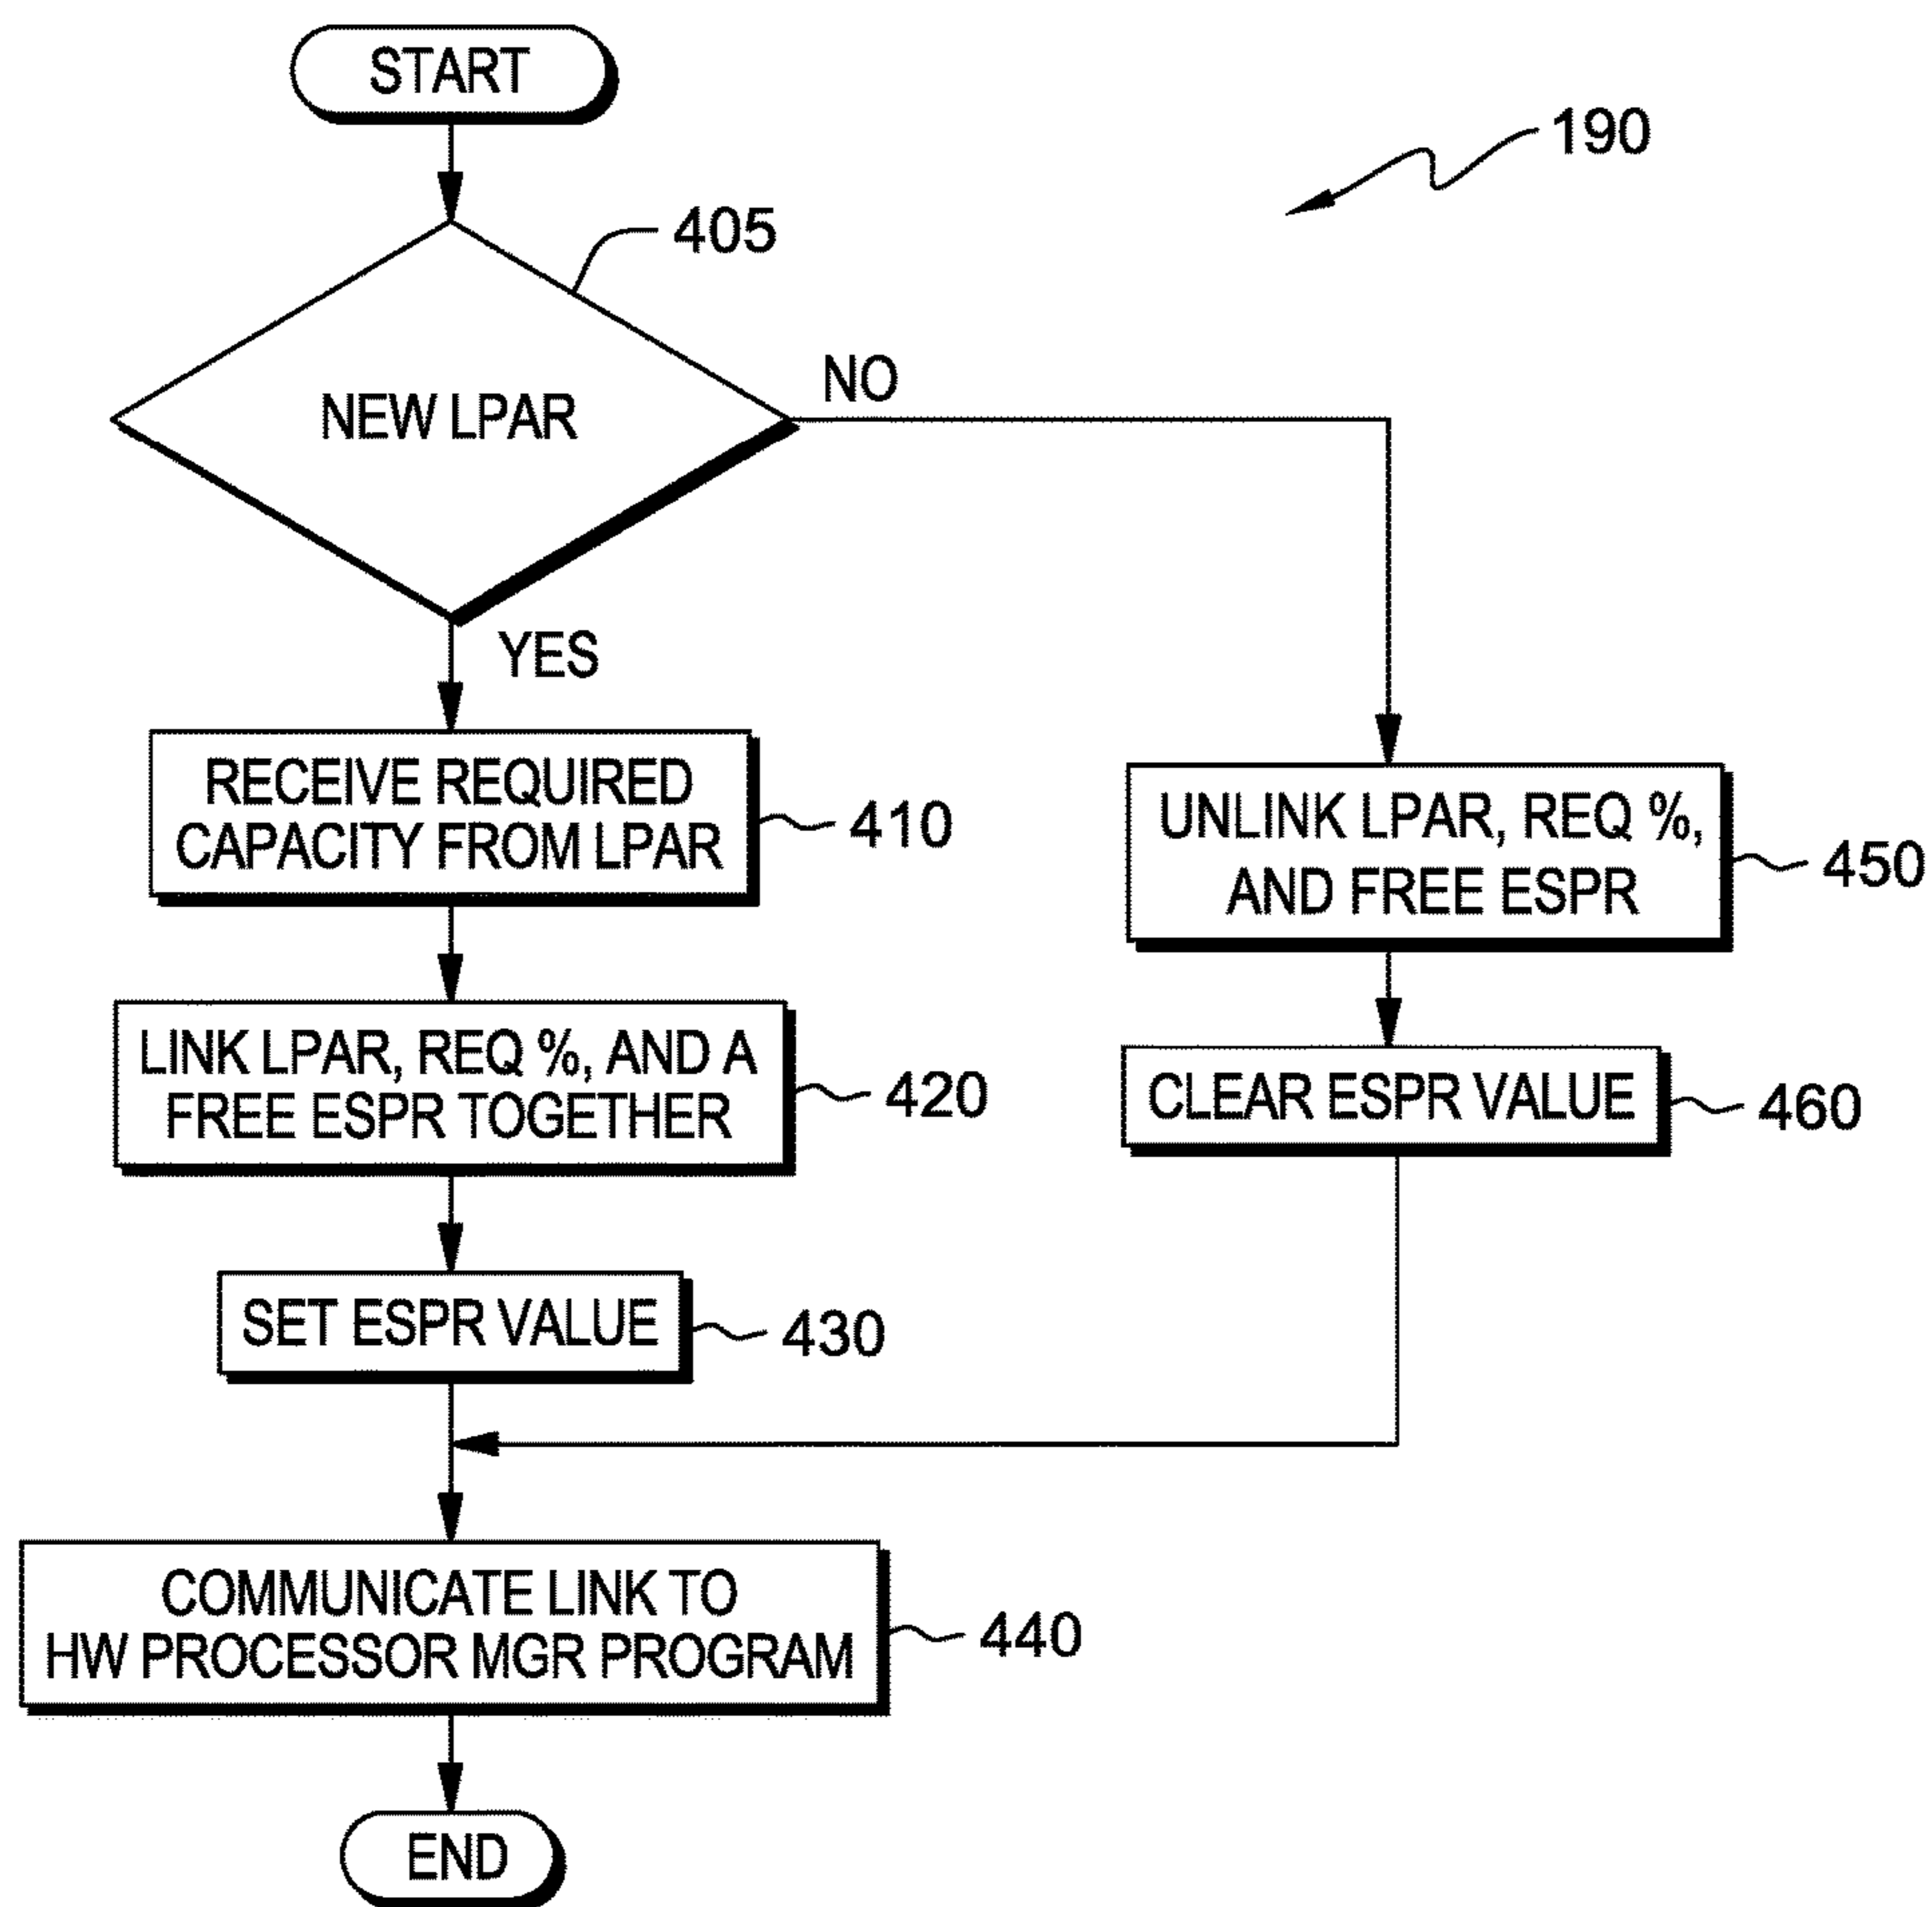 START
190
405
NEW LPAR
NO
YES
RECEIVE REQUIRED
CAPACITY FROM LPAR
410
UNLINK LPAR, REQ %,
AND FREE ESPR
450
LINK LPAR, REQ %, AND A
FREE ESPR TOGETHER
420
CLEAR ESPR VALUE
460
SET ESPR VALUE
430
COMMUNICATE LINK TO
HW PROCESSOR MGR PROGRAM
440
END